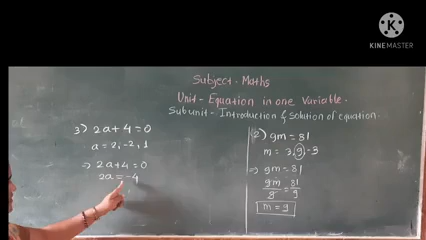 KINEMASTER
Subject - Maths
Unit - Equation in one Variable.
Subunit - Introduction & Solution of equation.
3) 2a + 4 = 0
a = 2, -2, 1
⇒ 2a + 4 = 0
2a = -4
(2) 9m = 81
m = 3, 9, -3
⇒ 9m = 81
9m/9 = 81/9
m = 9